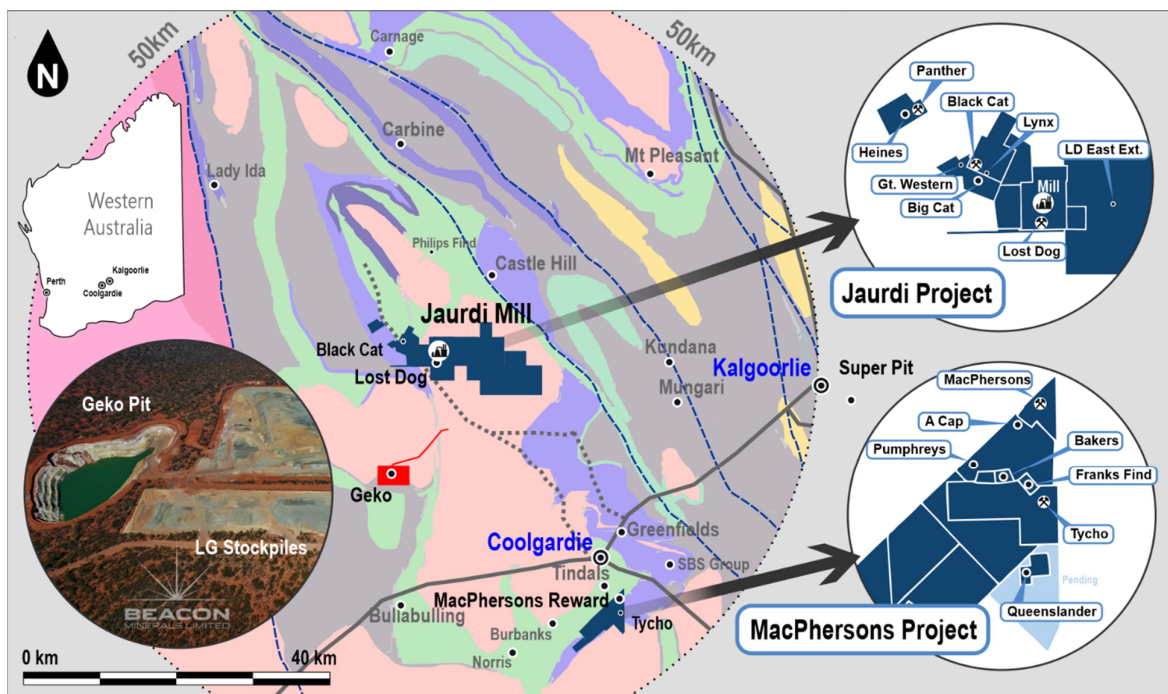 N
50km
50km
Carnage
Carbine
Mt Pleasant
Lady Ida
Philips Find
Castle Hill
Jaurdi Mill
Black Cat
Lost Dog
Kundana
Mungari
Kalgoorlie
Super Pit
Geko
Coolgardie
Greenfields
Tindals
SBS Group
Bullabulling
MacPhersons Reward
Burbanks
Tycho
Norris
0 km
40 km
Western
Australia
Perth
Kalgoorlie
Coolgardie
Geko Pit
LG Stockpiles
BEACON
MINERALS LIMITED
Panther
Black Cat
Lynx
Heines
LD East Ext.
Gt. Western
Mill
Big Cat
Lost Dog
Jaurdi Project
MacPhersons
A Cap
Bakers
Pumphreys
Franks Find
Tycho
Pending
Queenslander
MacPhersons Project